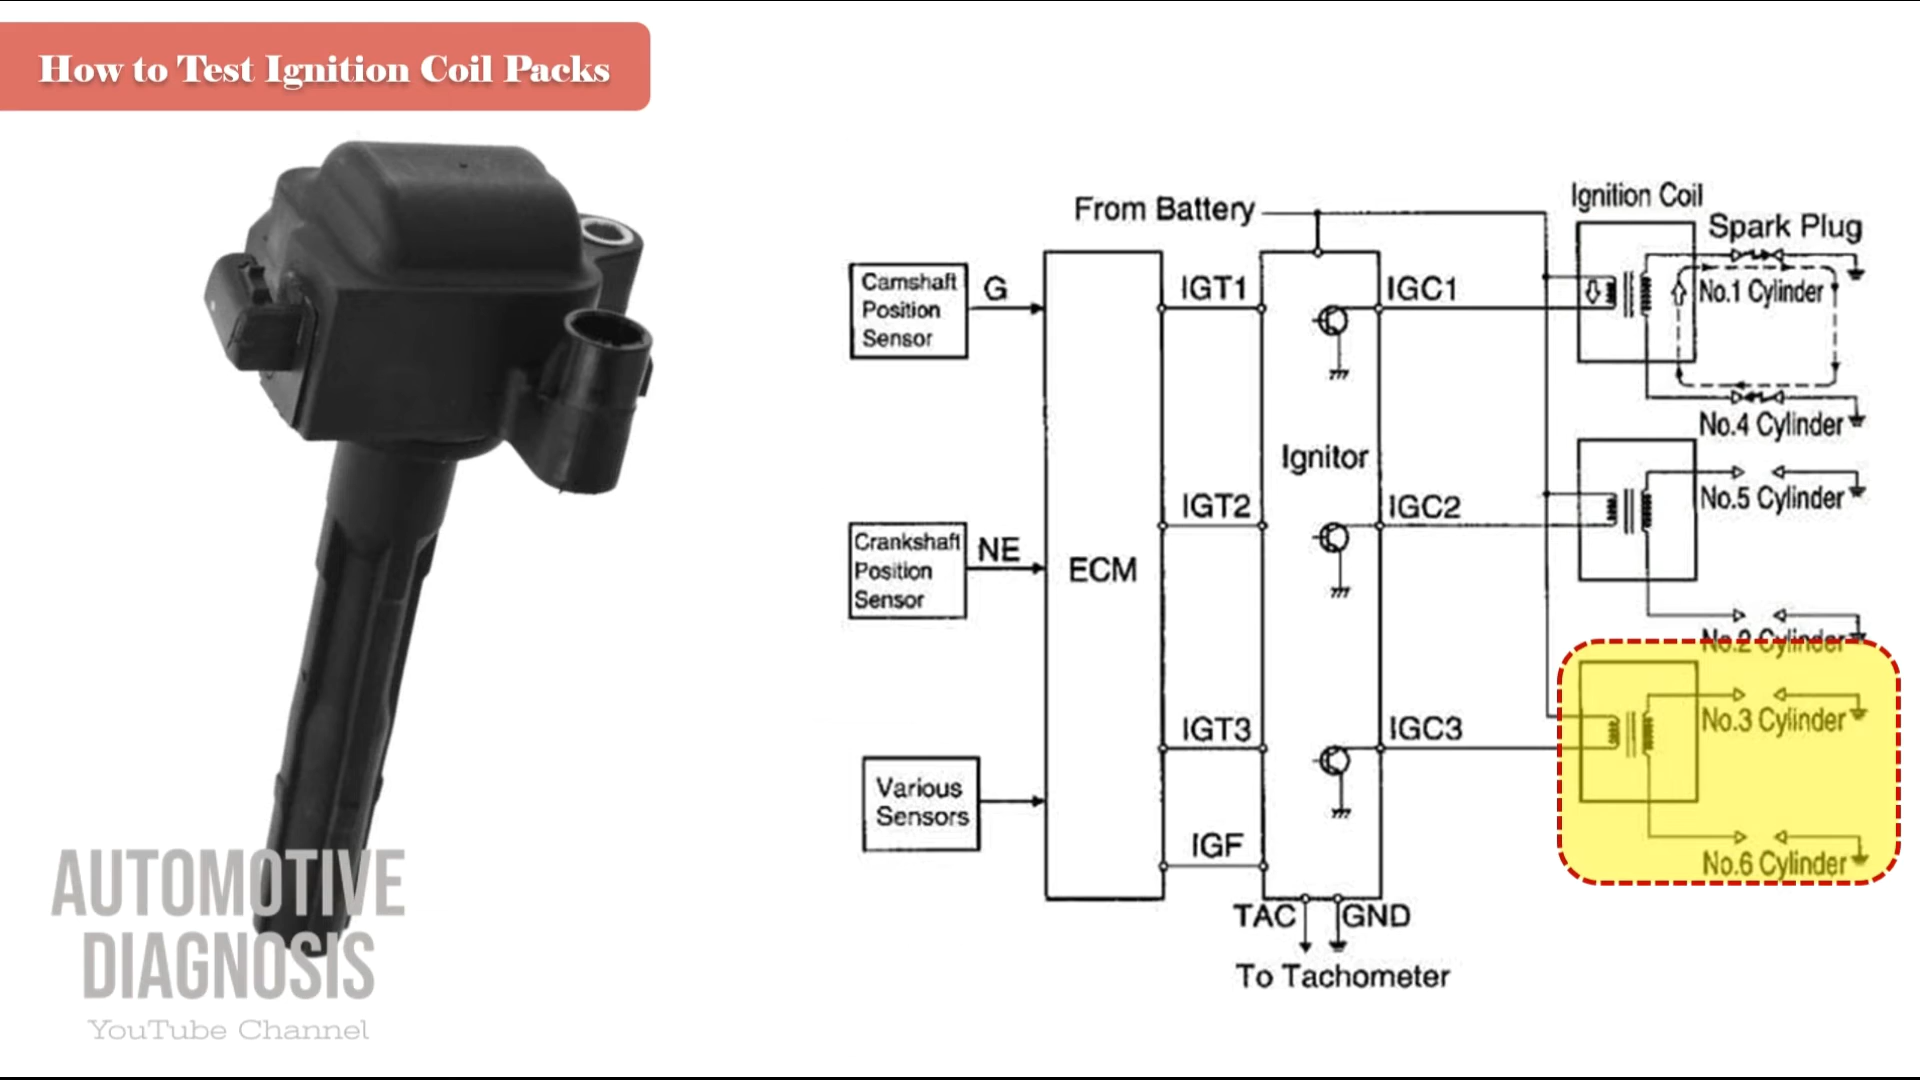 How to Test Ignition Coil Packs
Ignition Coil
From Battery
Spark Plug
Camshaft
Position
Sensor
G
IGT1
IGC1
No.1 Cylinder
No.4 Cylinder
Ignitor
IGT2
IGC2
No.5 Cylinder
Crankshaft
Position
Sensor
NE
ECM
No.2 Cylinder
IGT3
IGC3
No.3 Cylinder
Various
Sensors
IGF
No.6 Cylinder
TAC
GND
To Tachometer
AUTOMOTIVE
DIAGNOSIS
YouTube Channel